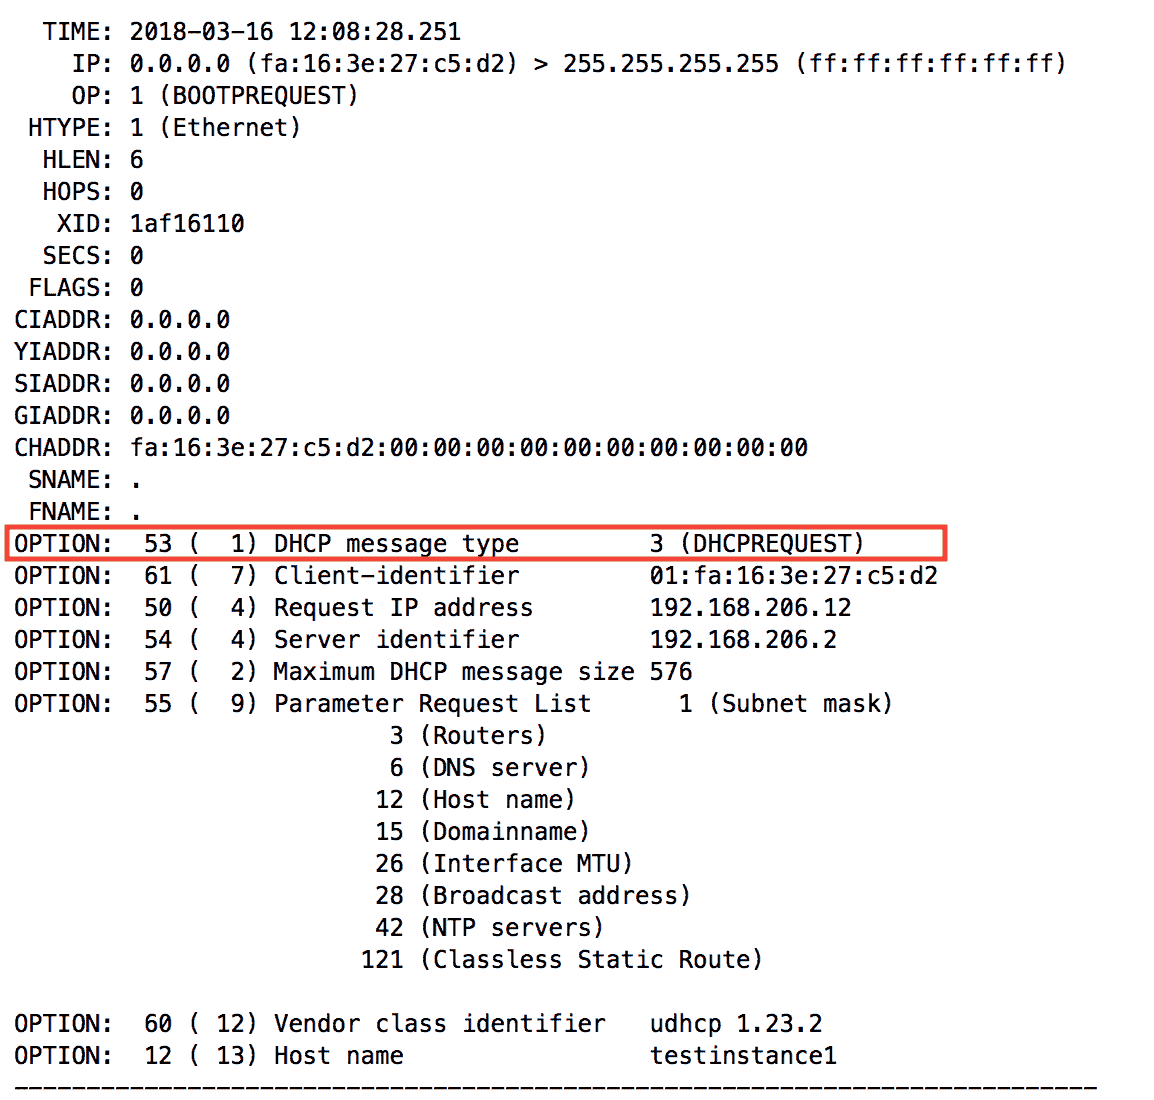 TIME: 2018-03-16 12:08:28.251
IP: 0.0.0.0 (fa:16:3e:27:c5:d2) > 255.255.255.255 (ff:ff:ff:ff:ff:ff)
OP: 1 (BOOTPREQUEST)
HTYPE: 1 (Ethernet)
HLEN: 6
HOPS: 0
XID: 1af16110
SECS: 0
FLAGS: 0
CIADDR: 0.0.0.0
YIADDR: 0.0.0.0
SIADDR: 0.0.0.0
GIADDR: 0.0.0.0
CHADDR: fa:16:3e:27:c5:d2:00:00:00:00:00:00:00:00:00:00
SNAME: .
FNAME: .
OPTION:  53 (  1) DHCP message type         3 (DHCPREQUEST)
OPTION:  61 (  7) Client-identifier         01:fa:16:3e:27:c5:d2
OPTION:  50 (  4) Request IP address        192.168.206.12
OPTION:  54 (  4) Server identifier         192.168.206.2
OPTION:  57 (  2) Maximum DHCP message size 576
OPTION:  55 (  9) Parameter Request List      1 (Subnet mask)
3 (Routers)
6 (DNS server)
12 (Host name)
15 (Domainname)
26 (Interface MTU)
28 (Broadcast address)
42 (NTP servers)
121 (Classless Static Route)
OPTION:  60 ( 12) Vendor class identifier   udhcp 1.23.2
OPTION:  12 ( 13) Host name                 testinstance1
---------------------------------------------------------------------------